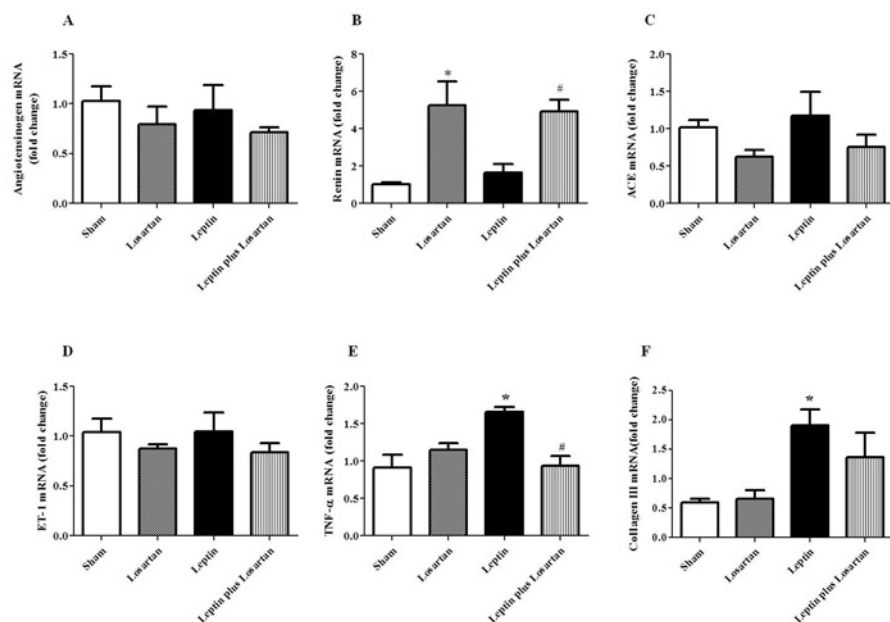 A
Angiotensinogen mRNA
(fold change)
1.5
1.0
0.5
0.0
Sham
Losartan
Leptin
Leptin plus Losartan
B
Renin mRNA (fold change)
8
6
4
2
0
*
#
Sham
Losartan
Leptin
Leptin plus Losartan
C
ACE mRNA (fold change)
2.0
1.5
1.0
0.5
0.0
Sham
Losartan
Leptin
Leptin plus Losartan
D
ET-1 mRNA (fold change)
1.5
1.0
0.5
0.0
Sham
Losartan
Leptin
Leptin plus Losartan
E
TNF-α mRNA (fold change)
2.0
1.5
1.0
0.5
0.0
*
#
Sham
Losartan
Leptin
Leptin plus Losartan
F
Collagen III mRNA(fold change)
2.5
2.0
1.5
1.0
0.5
0.0
*
Sham
Losartan
Leptin
Leptin plus Losartan